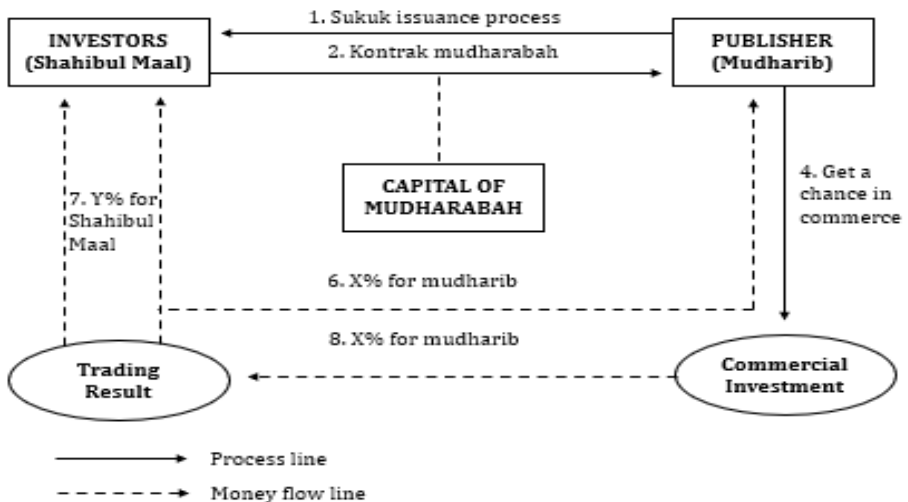 1. Sukuk issuance process
INVESTORS
(Shahibul Maal)
2. Kontrak mudharabah
PUBLISHER
(Mudharib)
CAPITAL OF
MUDHARABAH
4. Get a
chance in
commerce
7. Y% for
Shahibul
Maal
6. X% for mudharib
8. X% for mudharib
Trading
Result
Commercial
Investment
Process line
Money flow line